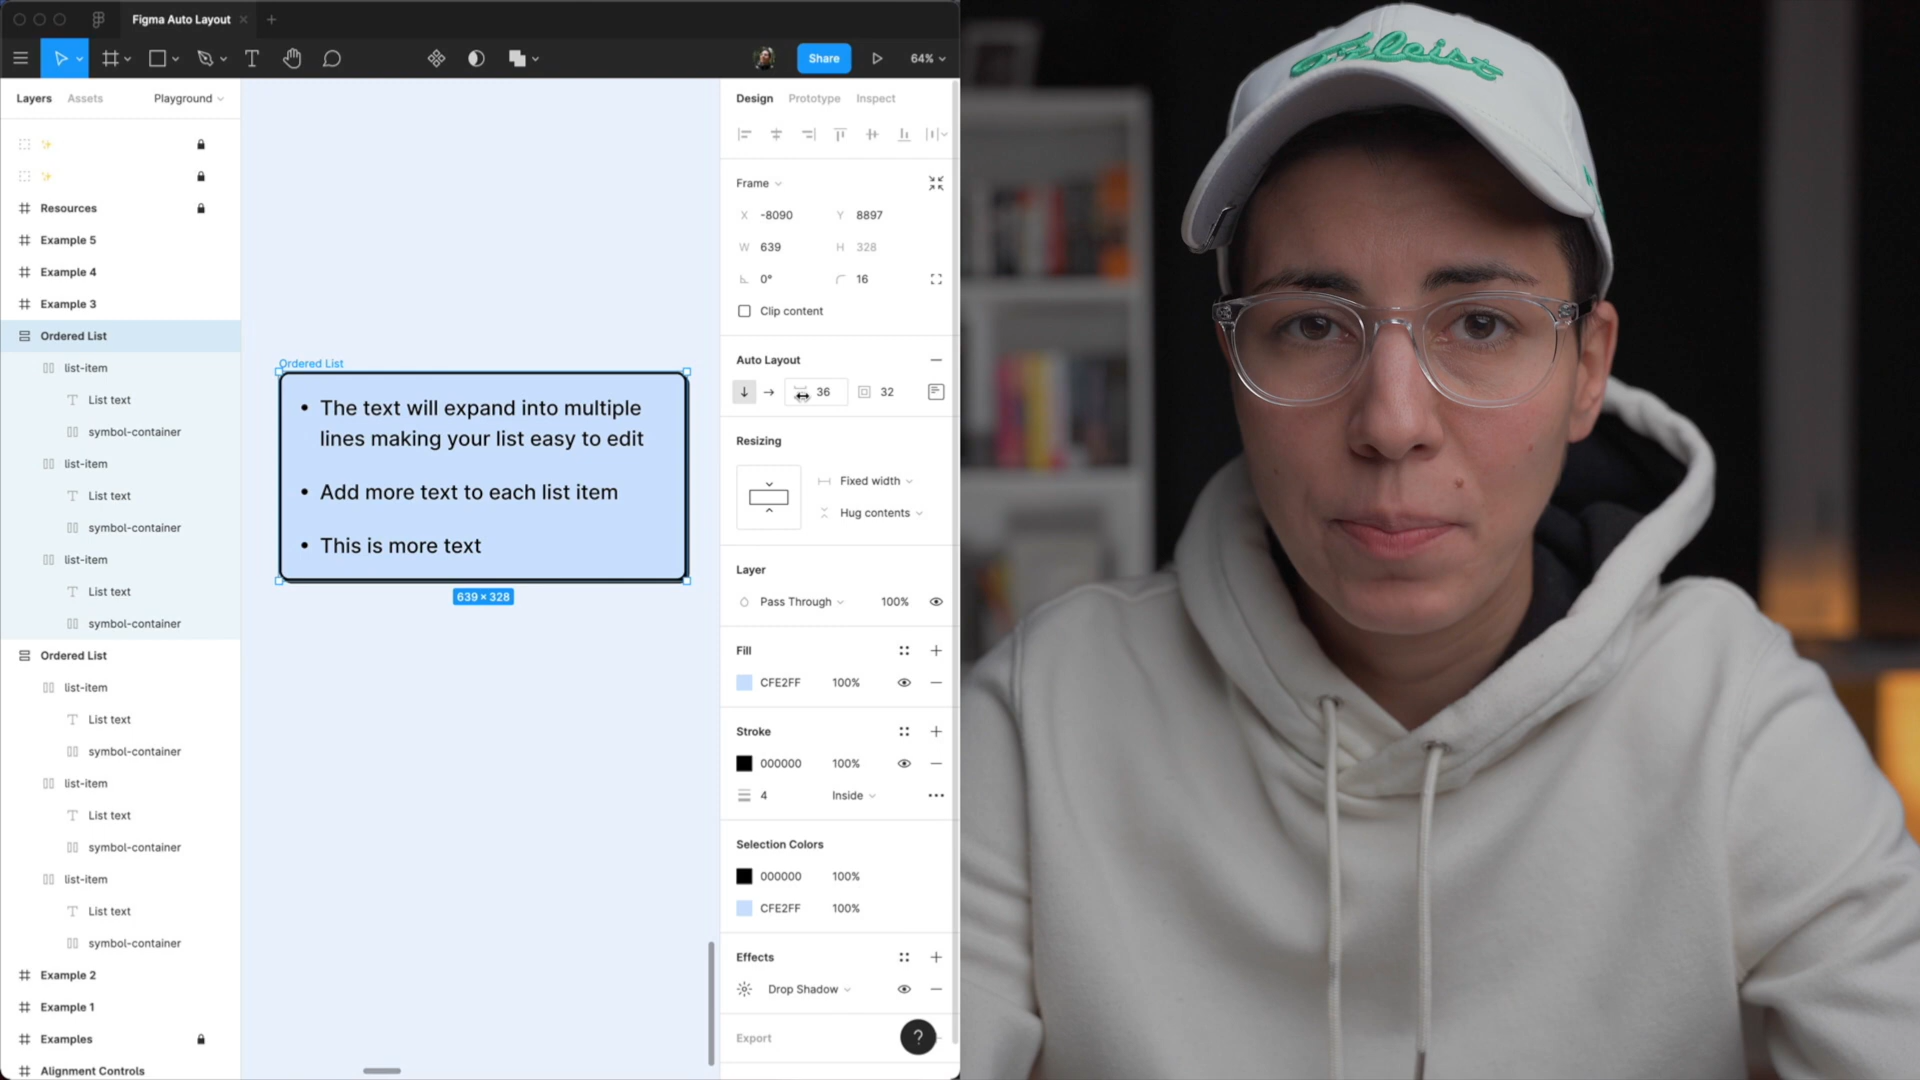 Figma Auto Layout
Share
64%
Layers
Assets
Playground
Resources
Example 5
Example 4
Example 3
Ordered List
list-item
List text
symbol-container
list-item
List text
symbol-container
list-item
List text
symbol-container
Ordered List
list-item
List text
symbol-container
list-item
List text
symbol-container
list-item
List text
symbol-container
Example 2
Example 1
Examples
Alignment Controls
Ordered List
• The text will expand into multiple
lines making your list easy to edit
• Add more text to each list item
• This is more text
639 × 328
Design
Prototype
Inspect
Frame
X -8090
Y 8897
W 639
H 328
0°
16
Clip content
Auto Layout
36
32
Resizing
Fixed width
Hug contents
Layer
Pass Through
100%
Fill
CFE2FF
100%
Stroke
000000
100%
4
Inside
Selection Colors
000000
100%
CFE2FF
100%
Effects
Drop Shadow
Export
?